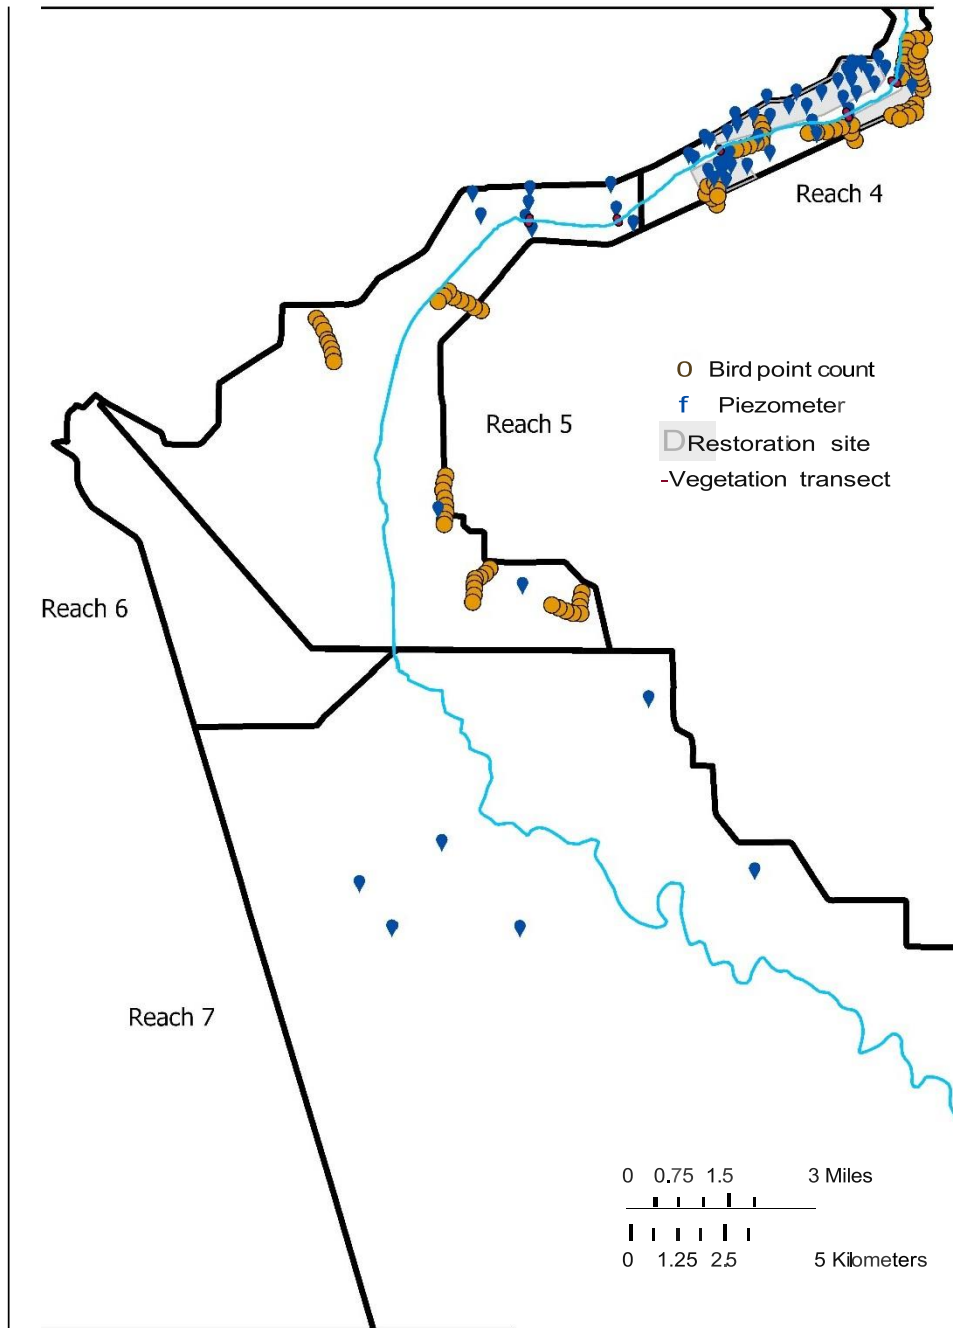 Reach 4
O Bird point count
f Piezometer
Reach 5
DRestoration site
-Vegetation transect
Reach 6
Reach 7
0 0.75 1.5 3 Miles
0 1.25 2.5 5 Kilometers